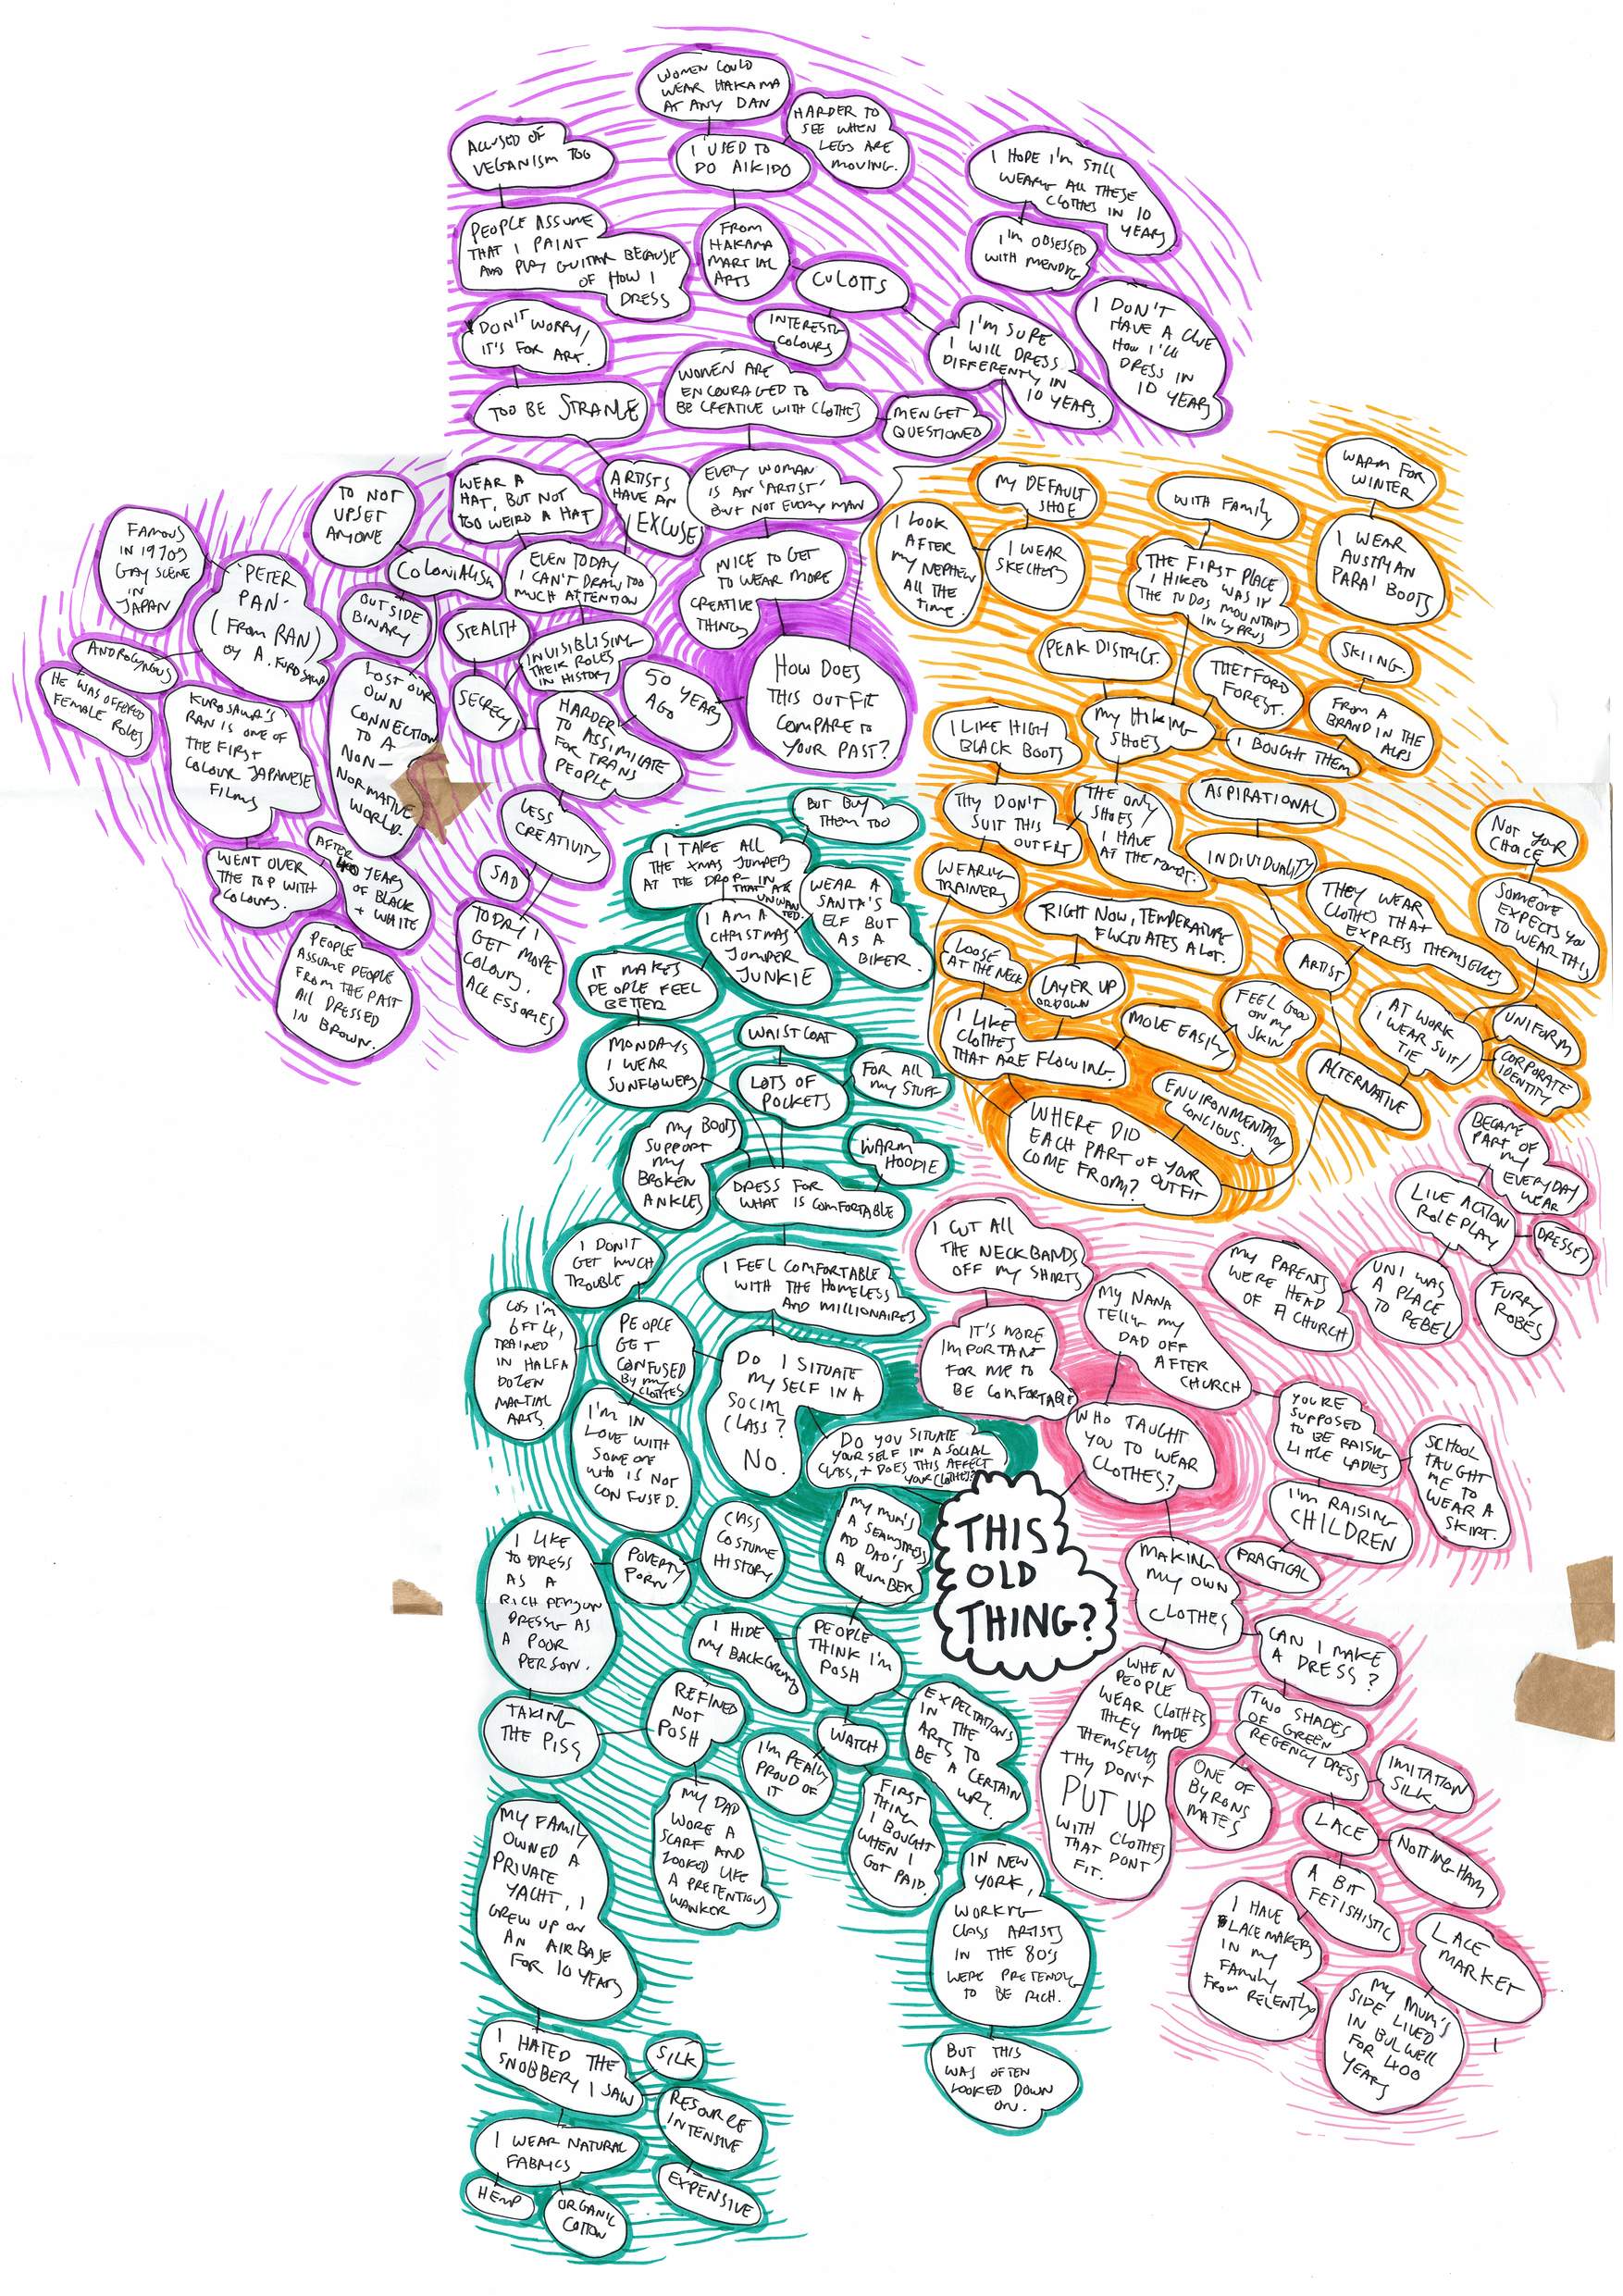 WOMEN COULD
WEAR HAKAMA
AT ANY DAN
HARDER TO
SEE WHEN
LEGS ARE
MOVING.
I USED TO
DO AIKIDO
FROM
HAKAMA
MARTIAL
ARTS
CULOTTS
ACCUSED OF
VEGANISM TOO
PEOPLE ASSUME
THAT I PAINT
AND PLAY GUITAR BECAUSE
OF HOW I
DRESS
DON'T WORRY,
IT'S FOR ART.
TOO BE STRANGE
I HOPE I'M STILL
WEARING ALL THESE
CLOTHES IN 10
YEARS
I'M OBSESSED
WITH MENDING
I DON'T
HAVE A CLUE
HOW I'LL
DRESS IN
10 YEARS
I'M SURE
I WILL DRESS
DIFFERENTLY IN
10 YEARS.
INTERESTING
COLOURS
WOMEN ARE
ENCOURAGED TO
BE CREATIVE WITH CLOTHES
MEN GET
QUESTIONED
EVERY WOMAN
IS AN 'ARTIST'
BUT NOT EVERY MAN
ARTISTS
HAVE AN
EXCUSE
WEAR A
HAT, BUT NOT
TOO WEIRD A HAT
NICE TO GET
TO WEAR MORE
CREATIVE
THINGS
HOW DOES
THIS OUTFIT
COMPARE TO
YOUR PAST?
50 YEARS
AGO
EVEN TODAY
I CAN'T DRAW TOO
MUCH ATTENTION
INVISIBLISING
THEIR ROLES
IN HISTORY
HARDER
TO ASSIMILATE
FOR TRANS
PEOPLE
STEALTH
SECRELY
TO NOT
UPSET
ANYONE
COLONIALISM
OUTSIDE
BINARY
LOST OUR
OWN
CONNECTION
TO A
NON-
NORMATIVE
WORLD.
FAMOUS
IN 1970s
GAY SCENE
IN
JAPAN
'PETER
PAN'
(FROM RAN)
BY A. KUROSAWA
ANDROGYNOUS
HE WAS OFFERED
FEMALE ROLES
KUROSAWA'S
RAN IS ONE OF
THE FIRST
COLOUR JAPANESE
FILMS
WENT OVER
THE TOP WITH
COLOURS.
AFTER
40 YEARS
OF BLACK
+ WHITE
PEOPLE
ASSUME PEOPLE
FROM THE PAST
ALL DRESSED
IN BROWN.
LESS
CREATIVITY
SAD
TODAY I
GET MORE
COLOURS,
ACCESSORIES
MY DEFAULT
SHOE
I WEAR
SKECHERS
I LOOK
AFTER
MY NEPHEW
ALL THE
TIME.
WITH FAMILY
THE FIRST PLACE
I HIKED WAS IN
THE TUDOS MOUNTAINS
IN CYPRUS
WARM FOR
WINTER
I WEAR
AUSTRIAN
PARA' BOOTS
PEAK DISTRICT.
THETFORD
FOREST.
SKIING.
FROM A
BRAND IN THE
ALPS
I BOUGHT THEM
MY HIKING
SHOES
I LIKE HIGH
BLACK BOOTS
THY DON'T
SUIT THIS
OUTFIT
THE ONLY
SHOES
I HAVE
AT THE MOMENT.
WEARING
TRAINERS
ASPIRATIONAL
INDIVIDUALITY
ARTIST
THEY WEAR
CLOTHES THAT
EXPRESS THEMSELVES
NOT YOUR
CHOICE
SOMEONE
EXPECTS YOU
TO WEAR THIS
AT WORK
I WEAR SUIT/
TIE
UNIFORM
CORPORATE
IDENTITY
ALTERNATIVE
RIGHT NOW, TEMPERATURE
FLUCTUATES A LOT.
LAYER UP
OR DOWN
LOOSE
AT THE NECK
I LIKE
CLOTHES
THAT ARE FLOWING.
MOVE EASILY
FEEL GOOD
ON MY
SKIN
ENVIRONMENTALLY
CONCIOUS.
WHERE DID
EACH PART OF YOUR
OUTFIT
COME FROM?
BUT BUY
THEM TOO
I TAKE ALL
THE XMAS JUMPERS
AT THE DROP-IN
THAT ARE
UNWAN
TED.
WEAR A
SANTA'S
ELF BUT
AS A
BIKER.
I AM A
CHRISTMAS
JUMPER
JUNKIE
IT MAKES
PEOPLE FEEL
BETTER
MONDAYS
I WEAR
SUNFLOWERS
WAISTCOAT
LOTS OF
POCKETS
FOR ALL
MY STUFF
MY BOOTS
SUPPORT
MY
BROKEN
ANKLES
WARM
HOODIE
DRESS FOR
WHAT IS COMFORTABLE
I FEEL COMFORTABLE
WITH THE HOMELESS
AND MILLIONAIRES
I DON'T
GET MUCH
TROUBLE
COS I'M
6FT 4,
TRAINED
IN HALF A
DOZEN
MARTIAL
ARTS
PEOPLE
GET
CONFUSED
BY MY
CLOTHES
I'M IN
LOVE WITH
SOMEONE
WHO IS NOT
CONFUSED.
DO I SITUATE
MY SELF IN A
SOCIAL
CLASS?
NO.
DO YOU SITUATE
YOURSELF IN A SOCIAL
CLASS, + DOES THIS AFFECT
YOUR CLOTHES?
THIS
OLD
THING?
I CUT ALL
THE NECK BANDS
OFF MY SHIRTS
IT'S MORE
IMPORTANT
FOR ME TO
BE COMFORTABLE
MY NANA
TELLING MY
DAD OFF
AFTER
CHURCH
WHO TAUGHT
YOU TO WEAR
CLOTHES?
YOU'RE
SUPPOSED
TO BE RAISING
LITTLE LADIES
I'M RAISING
CHILDREN
SCHOOL
TAUGHT
ME TO
WEAR A
SKIRT.
MY PARENTS
WERE HEAD
OF A CHURCH
UNI WAS
A PLACE
TO REBEL
LIVE ACTION
ROLEPLAY
BECAME
PART OF
MY
EVERYDAY
WEAR
DRESSES
FURRY
ROBES
MAKING
MY OWN
CLOTHES
FRAGTICAL
CAN I MAKE
A DRESS?
TWO SHADES
OF GREEN
REGENCY DRESS
ONE OF
BYRONS
MATES
IMITATION
SILK
LACE
NOTTINGHAM
A BIT
FETISHISTIC
I HAVE
LACEMAKERS
IN MY
FAMILY
FROM RELENTLY
LACE
MARKET
MY MUM'S
SIDE LIVED
IN BULWELL
FOR 400
YEARS
WHEN
PEOPLE
WEAR CLOTHES
THEY MADE
THEMSELVES
THY DON'T
PUT UP
WITH CLOTHES
THAT DONT
FIT.
MY MUM'S
A SEAMSTRESS
AD DAD'S
A PLUMBER
PEOPLE
THINK I'M
POSH
I HIDE
MY BACKGROUND
CLASS
COSTUME
HISTORY
POVERTY
PORN
I LIKE
TO DRESS
AS A
RICH PERSON
DRESSING AS
A POOR
PERSON.
TAKING
THE PISS
REFINED
NOT
POSH
WATCH
I'M REALLY
PROUD OF
IT
FIRST
THING
I BOUGHT
WHEN I
GOT PAID.
EXPECTATIONS
IN THE
ARTS TO
BE A CERTAIN
WAY.
MY DAD
WORE A
SCARF AND
LOOKED LIKE
A PRETENTIOUS
WANKER
MY FAMILY
OWNED A
PRIVATE
YACHT, I
GREW UP ON
AN AIRBASE
FOR 10 YEARS
IN NEW
YORK,
WORKING
CLASS ARTISTS
IN THE 80'S
WERE PRETENDING
TO BE RICH.
BUT THIS
WAS OFTEN
LOOKED DOWN
ON.
I HATED THE
SNOBBERY I SAW
SILK
RESOURCE
INTENSIVE
EXPENSIVE
I WEAR NATURAL
FABRICS
HEMP
ORGANIC
COTTON